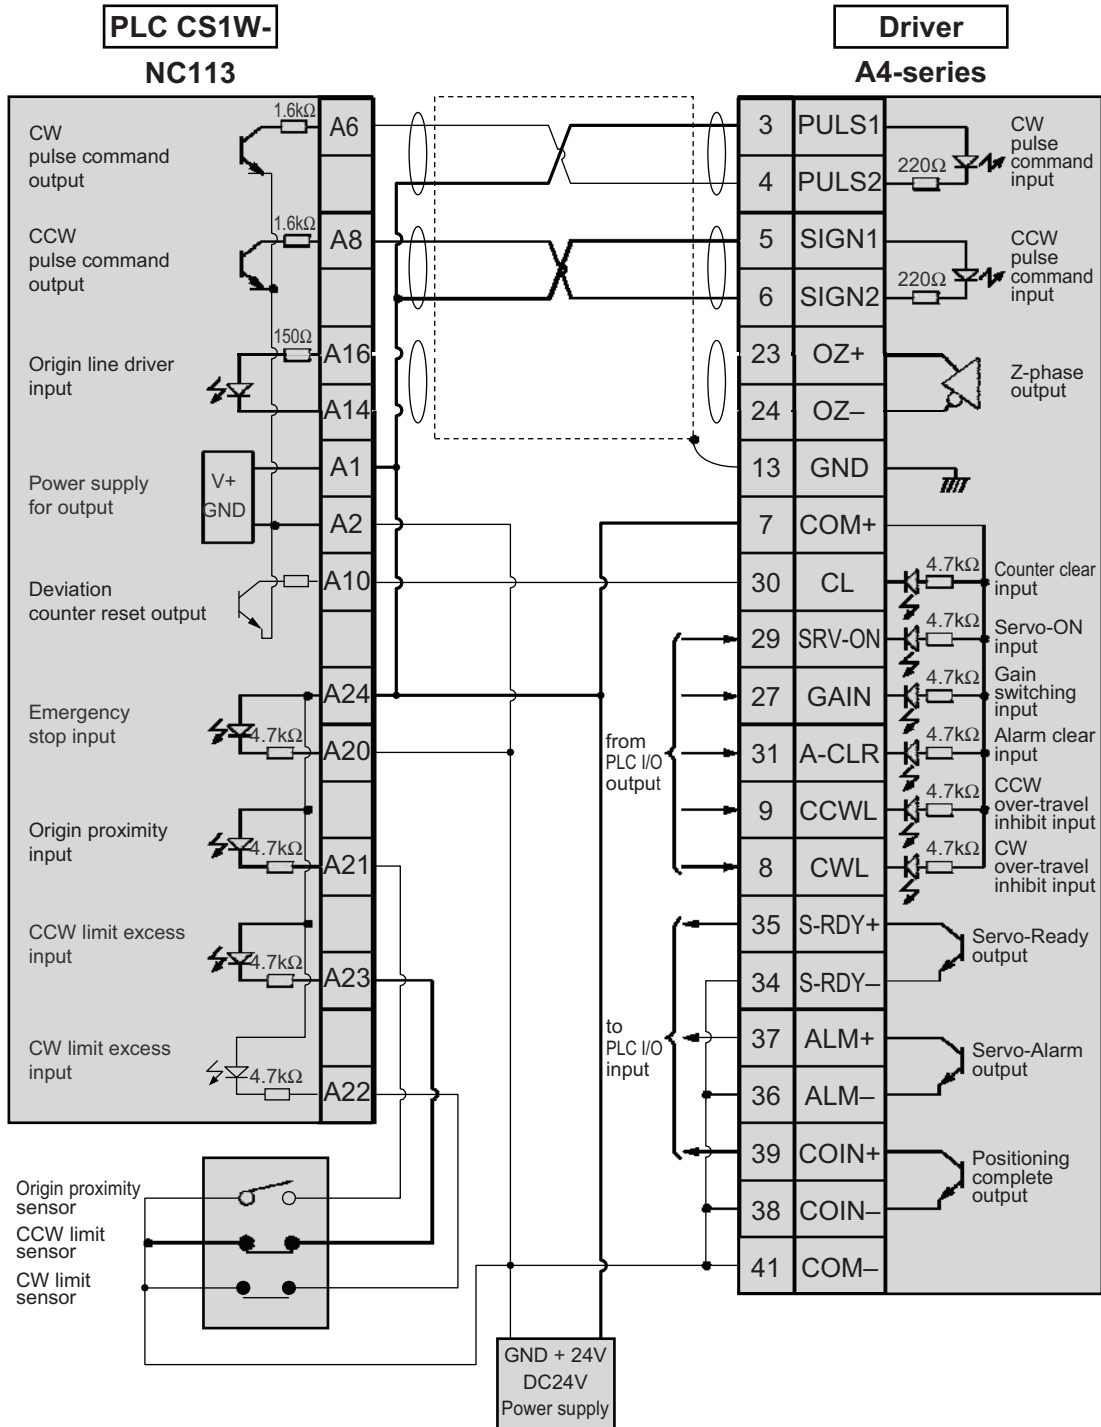 PLC CS1W-
NC113
Driver
A4-series
CW
pulse command
output
1.6kΩ
A6
CCW
pulse command
output
1.6kΩ
A8
Origin line driver
input
150Ω
A16
A14
Power supply
for output
V+
GND
A1
A2
Deviation
counter reset output
A10
Emergency
stop input
4.7kΩ
A24
A20
Origin proximity
input
4.7kΩ
A21
CCW limit excess
input
4.7kΩ
A23
CW limit excess
input
4.7kΩ
A22
Origin proximity
sensor
CCW limit
sensor
CW limit
sensor
from
PLC I/O
output
to
PLC I/O
input
GND + 24V
DC24V
Power supply
3 PULS1
4 PULS2
220Ω
CW
pulse
command
input
5 SIGN1
6 SIGN2
220Ω
CCW
pulse
command
input
23 OZ+
24 OZ–
Z-phase
output
13 GND
7 COM+
30 CL
4.7kΩ
Counter clear
input
29 SRV-ON
4.7kΩ
Servo-ON
input
27 GAIN
4.7kΩ
Gain
switching
input
31 A-CLR
4.7kΩ
Alarm clear
input
9 CCWL
4.7kΩ
CCW
over-travel
inhibit input
8 CWL
4.7kΩ
CW
over-travel
inhibit input
35 S-RDY+
34 S-RDY–
Servo-Ready
output
37 ALM+
36 ALM–
Servo-Alarm
output
39 COIN+
38 COIN–
Positioning
complete
output
41 COM–